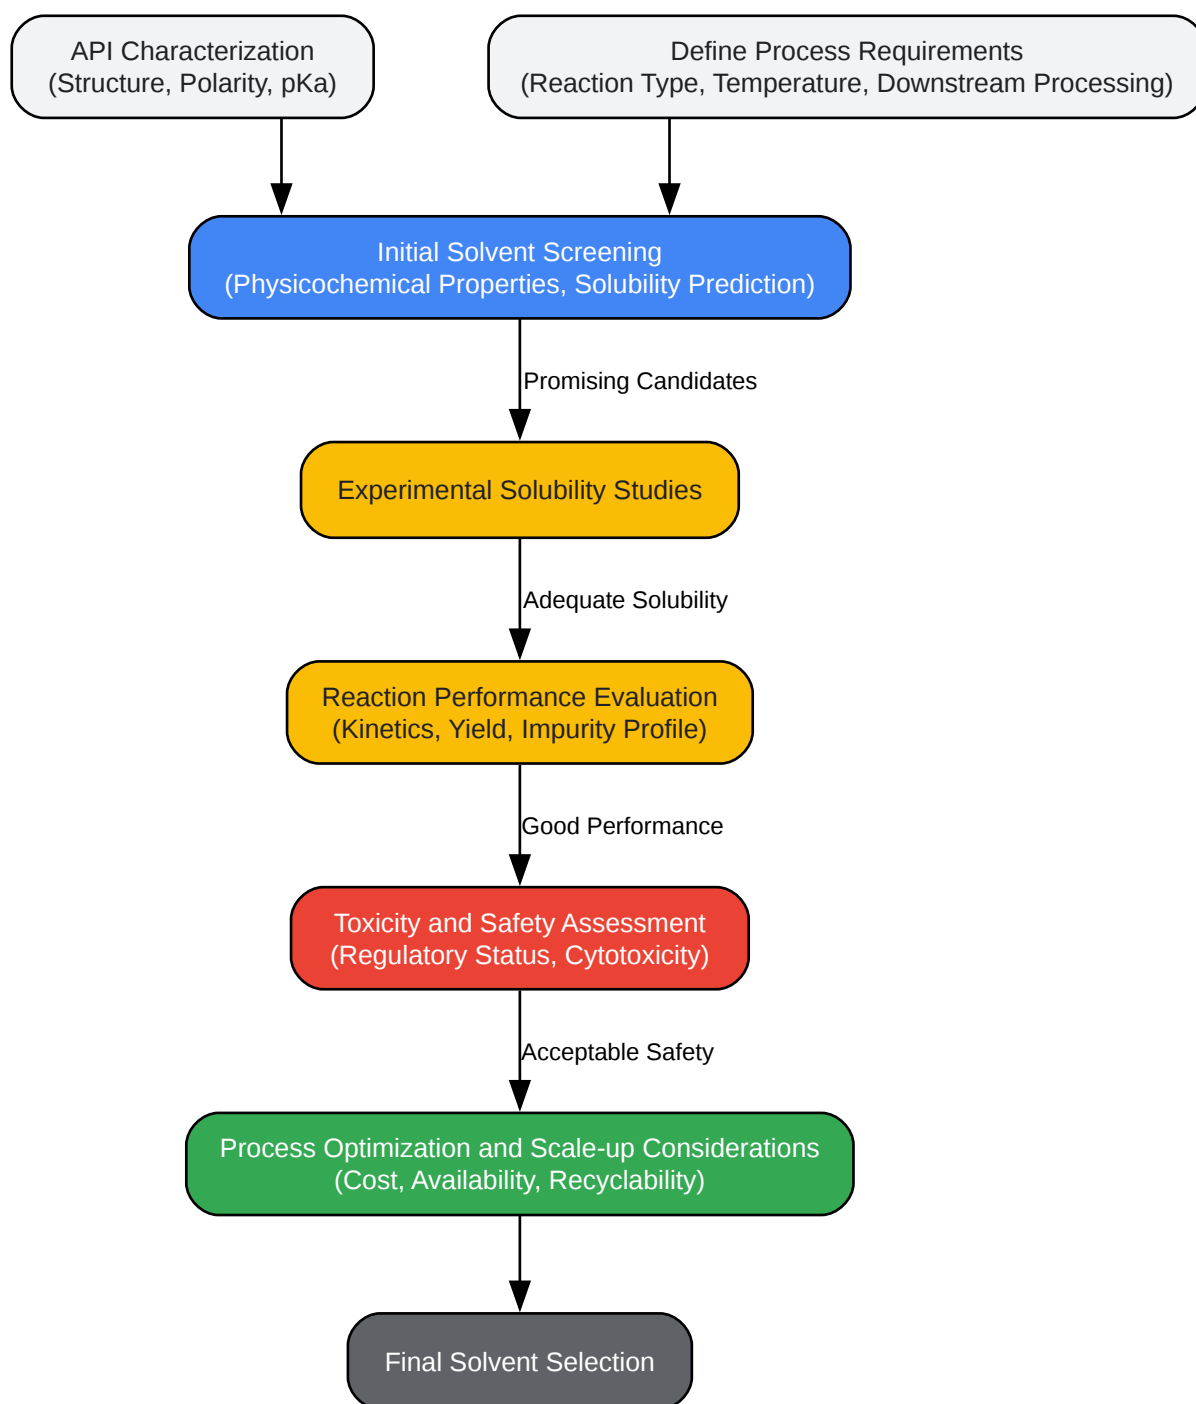 API Characterization
(Structure, Polarity, pKa)
Define Process Requirements
(Reaction Type, Temperature, Downstream Processing)
Initial Solvent Screening
(Physicochemical Properties, Solubility Prediction)
Promising Candidates
Experimental Solubility Studies
Adequate Solubility
Reaction Performance Evaluation
(Kinetics, Yield, Impurity Profile)
Good Performance
Toxicity and Safety Assessment
(Regulatory Status, Cytotoxicity)
Acceptable Safety
Process Optimization and Scale-up Considerations
(Cost, Availability, Recyclability)
Final Solvent Selection